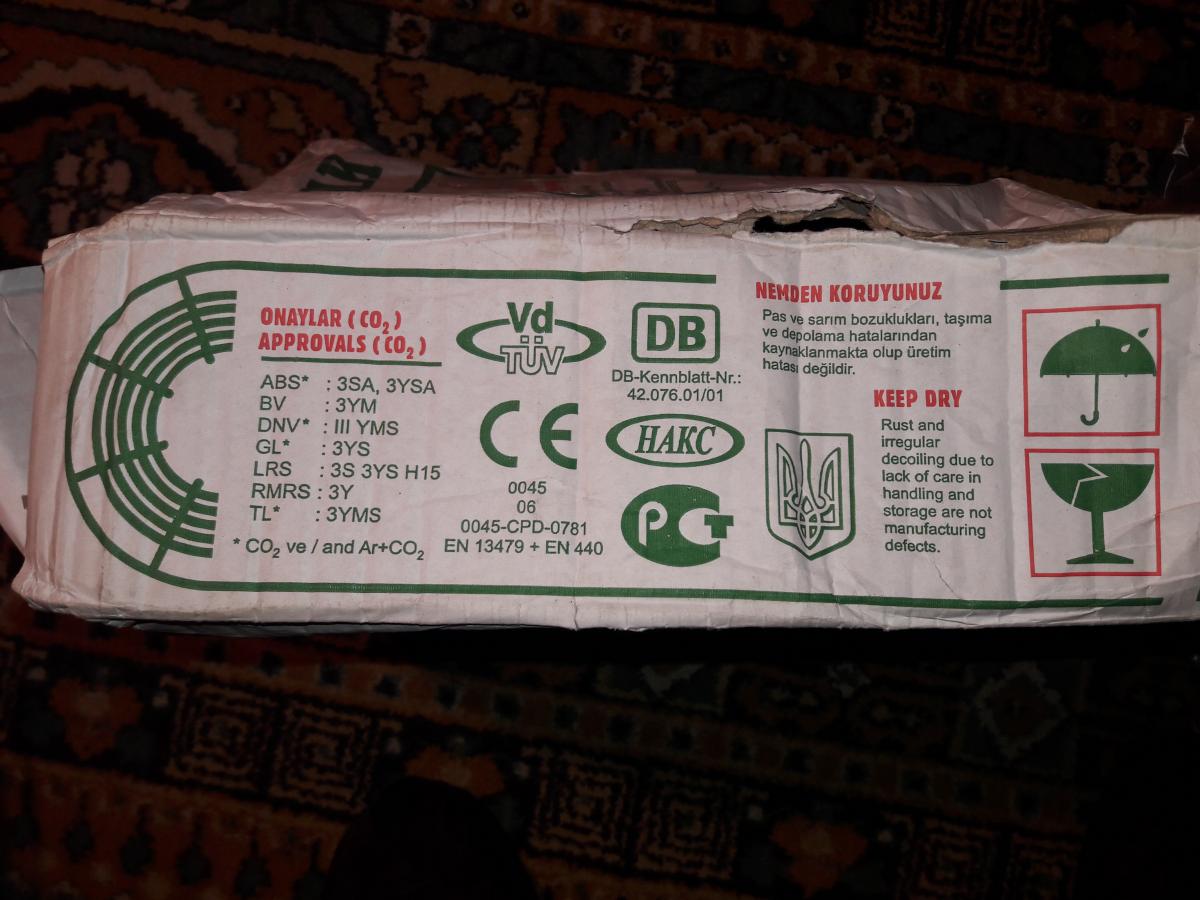 ONAYLAR (CO2)
APPROVALS (CO2)
ABS* : 3SA, 3YSA
BV : 3YM
DNV* : III YMS
GL* : 3YS
LRS : 3S 3YS H15
RMRS : 3Y
TL* : 3YMS
* CO2 ve / and Ar+CO2
Vd
TÜV
CE
0045
06
0045-CPD-0781
EN 13479 + EN 440
DB
DB-Kennblatt-Nr.:
42.076.01/01
НАКС
РСТ
NEMDEN KORUYUNUZ
Pas ve sarım bozuklukları, taşıma
ve depolama hatalarından
kaynaklanmakta olup üretim
hatası değildir.
KEEP DRY
Rust and
irregular
decoiling due to
lack of care in
handling and
storage are not
manufacturing
defects.